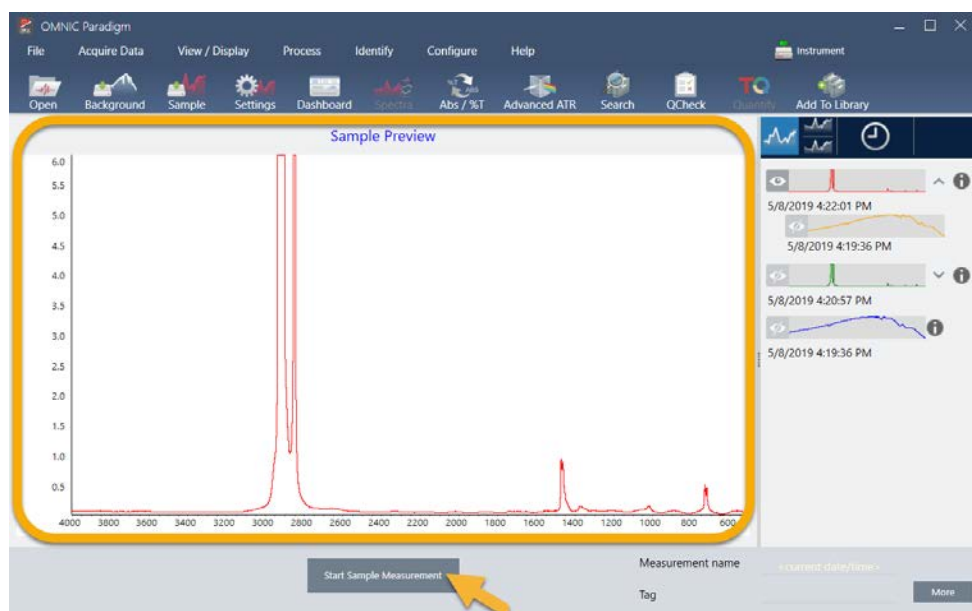 OMNIC Paradigm
File Acquire Data View / Display Process Identify Configure Help Instrument
Open Background Sample Settings Dashboard Spectra Abs / %T Advanced ATR Search QCheck Quantify Add To Library
TQ
ABS
Sample Preview
6.0
5.5
5.0
4.5
4.0
3.5
3.0
2.5
2.0
1.5
1.0
0.5
4000 3800 3600 3400 3200 3000 2800 2600 2400 2200 2000 1800 1600 1400 1200 1000 800 600
5/8/2019 4:22:01 PM
5/8/2019 4:19:36 PM
5/8/2019 4:20:57 PM
5/8/2019 4:19:36 PM
Start Sample Measurement
Measurement name <current date/time>
Tag
More